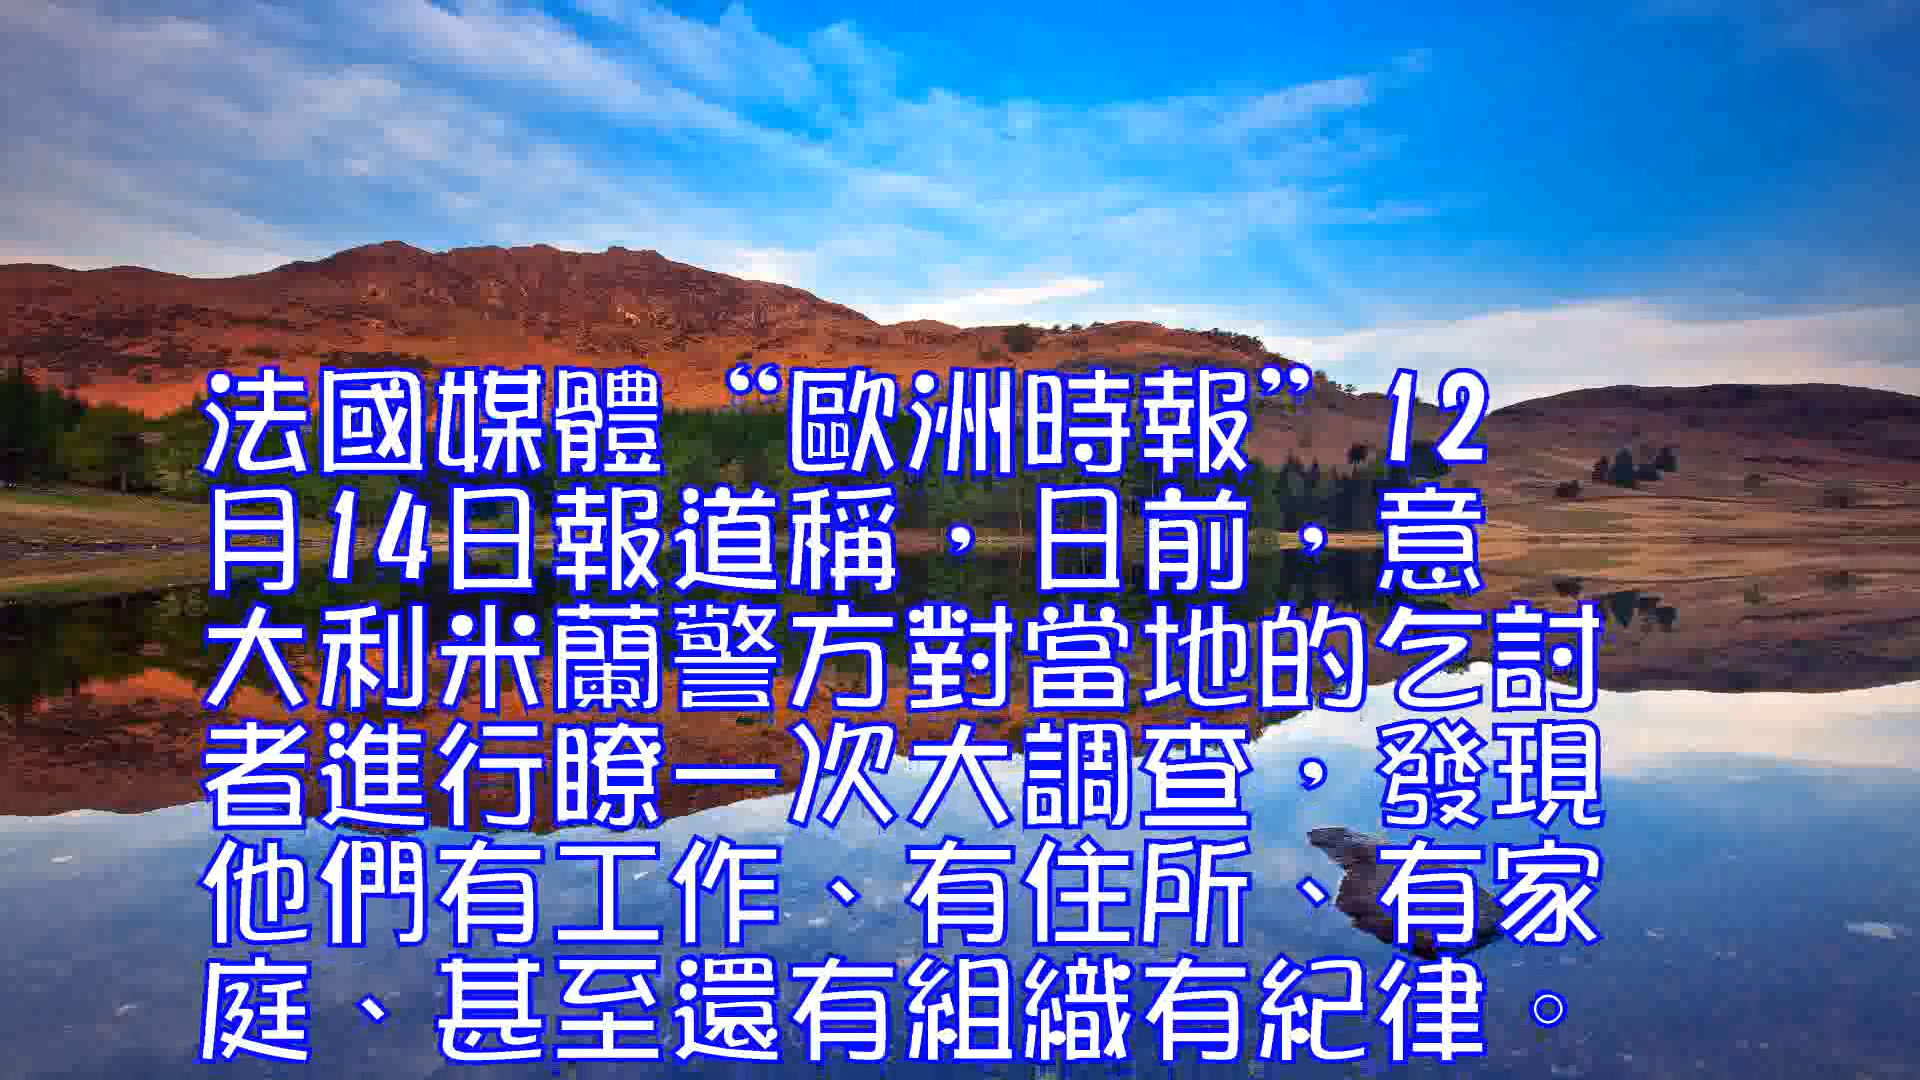 法國媒體“歐洲時報”12
月14日報道稱，日前，意
大利米蘭警方對當地的乞討
者進行瞭一次大調查，發現
他們有工作、有住所、有家
庭、甚至還有組織有紀律。